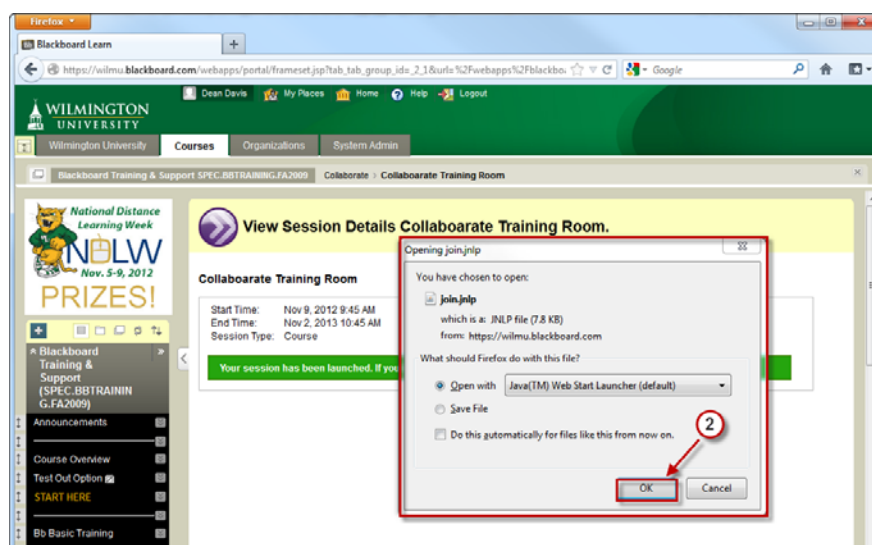 Firefox
Blackboard Learn
https://wilmu.blackboard.com/webapps/portal/frameset.jsp?tab_tab_group_id=_2_1&url=%2Fwebapps%2Fblackbo
Google
Dean Davis My Places Home Help Logout
WILMINGTON
UNIVERSITY
Wilmington University Courses Organizations System Admin
Blackboard Training & Support SPEC.BBTRAINING.FA2009 Collaborate > Collaboarate Training Room
National Distance
Learning Week
NDLW
Nov. 5-9, 2012
PRIZES!
Blackboard
Training &
Support
(SPEC.BBTRAININ
G.FA2009)
Announcements
Course Overview
Test Out Option
START HERE
Bb Basic Training
View Session Details Collaboarate Training Room.
Collaboarate Training Room
Start Time: Nov 9, 2012 9:45 AM
End Time: Nov 2, 2013 10:45 AM
Session Type: Course
Your session has been launched. If you
Opening join.jnlp
You have chosen to open:
join.jnlp
which is a: JNLP file (7.8 KB)
from: https://wilmu.blackboard.com
What should Firefox do with this file?
Open with Java(TM) Web Start Launcher (default)
Save File
Do this automatically for files like this from now on.
2
OK Cancel